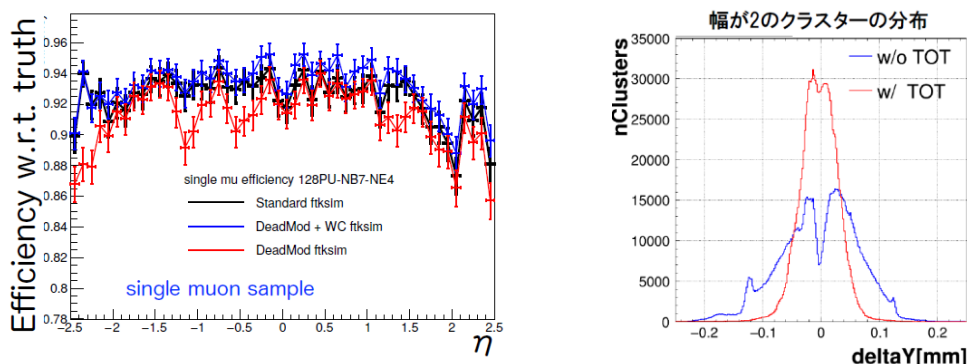 Efficiency w.r.t. truth
0.96
0.94
0.92
0.90
0.88
0.86
0.84
0.82
0.8
0.78
single mu efficiency 128PU-NB7-NE4
Standard ftksim
DeadMod + WC ftksim
DeadMod ftksim
single muon sample
-2.5 -2 -1.5 -1 -0.5 0 0.5 1 1.5 2 2.5
η
幅が2のクラスターの分布
nClusters
35000
30000
25000
20000
15000
10000
5000
0
w/o TOT
w/ TOT
-0.2 -0.1 0 0.1 0.2
deltaY[mm]